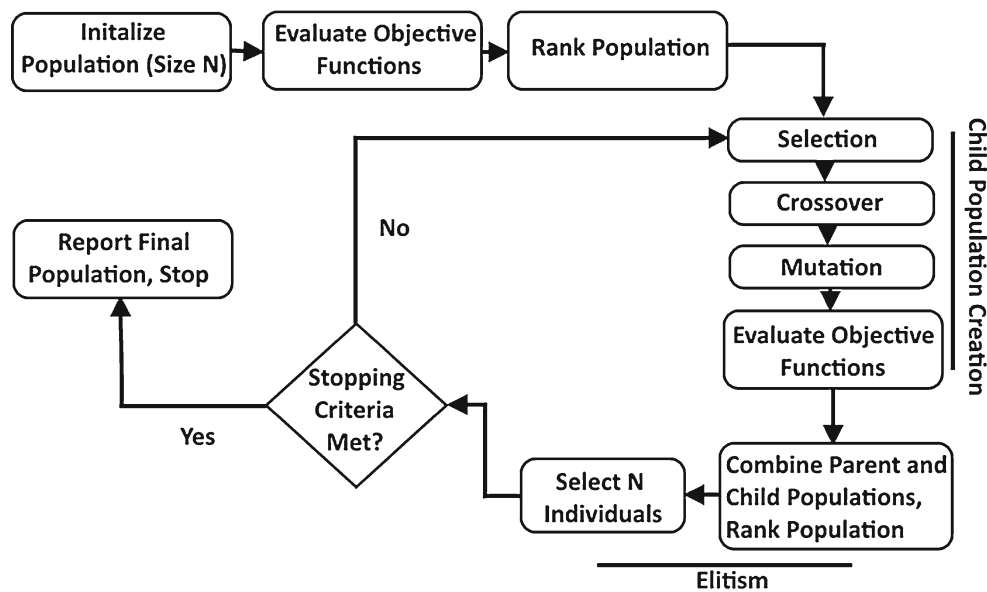 Initalize
Population (Size N)
Evaluate Objective
Functions
Rank Population
Selection
Crossover
Mutation
Evaluate Objective
Functions
Child Population Creation
Combine Parent and
Child Populations,
Rank Population
Select N
Individuals
Elitism
Stopping
Criteria
Met?
No
Yes
Report Final
Population, Stop